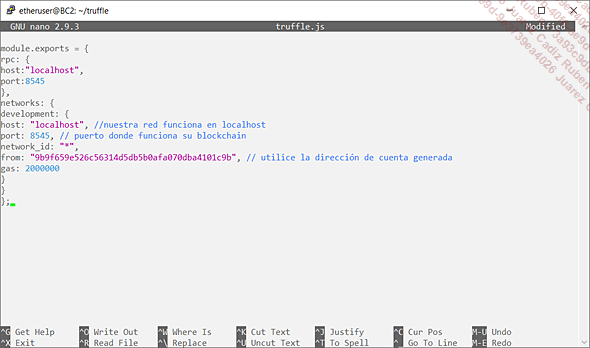 etheruser@BC2: ~/truffle
GNU nano 2.9.3 truffle.js Modified
module.exports = {
rpc: {
host:"localhost",
port:8545
},
networks: {
development: {
host: "localhost", //nuestra red funciona en localhost
port: 8545, // puerto donde funciona su blockchain
network_id: "*",
from: "9b9f659e526c56314d5db5b0afa070dba4101c9b", // utilice la dirección de cuenta generada
gas: 2000000
}
}
};
^G Get Help ^O Write Out ^W Where Is ^K Cut Text ^J Justify ^C Cur Pos M-U Undo
^X Exit ^R Read File ^\ Replace ^U Uncut Text ^T To Spell ^_ Go To Line M-E Redo